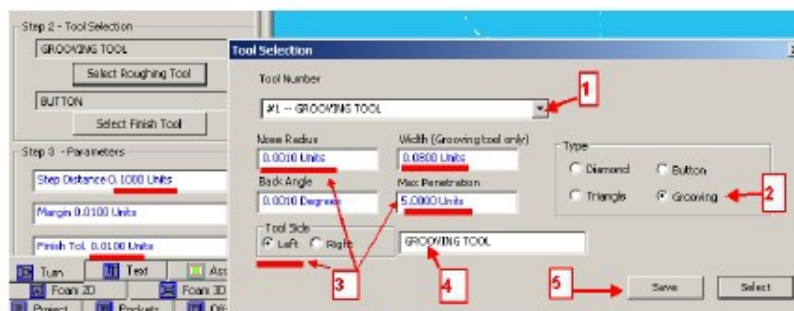 Step 2 - Tool Selection
GROOVING TOOL
Select Roughing Tool
BUTTON
Select Finish Tool
Step 3 - Parameters
Step Distance 0.1000 Units
Margin 0.0100 Units
Finish Tol. 0.0100 Units
Turn
Text
Ass
Foam 2D
Foam 3D
Project
Pockets
Off
Tool Selection
Tool Number
#1 -- GROOVING TOOL
1
Nose Radius
Width (Grooving tool only)
0.0010 Units
0.0800 Units
Back Angle
Max Penetration
0.0010 Degrees
5.0000 Units
Type
Diamond
Button
Triangle
Grooving
2
Tool Side
Left
Right
GROOVING TOOL
3
4
5
Save
Select